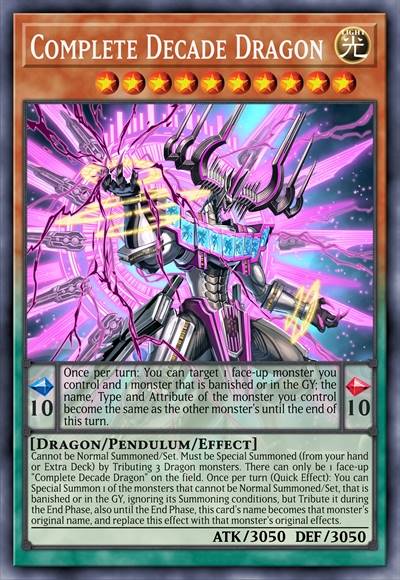 COMPLETE DECADE DRAGON
LIGHT
光
Once per turn: You can target 1 face-up monster you
control and 1 monster that is banished or in the GY; the
name, Type and Attribute of the monster you control
become the same as the other monster's until the end of
this turn.
10
10
[DRAGON/PENDULUM/EFFECT]
Cannot be Normal Summoned/Set. Must be Special Summoned (from your hand
or Extra Deck) by Tributing 3 Dragon monsters. There can only be 1 face-up
"Complete Decade Dragon" on the field. Once per turn (Quick Effect): You can
Special Summon 1 of the monsters that cannot be Normal Summoned/Set, that is
banished or in the GY, ignoring its Summoning conditions, but Tribute it during
the End Phase, also until the End Phase, this card's name becomes that monster's
original name, and replace this effect with that monster's original effects.
ATK/3050 DEF/3050